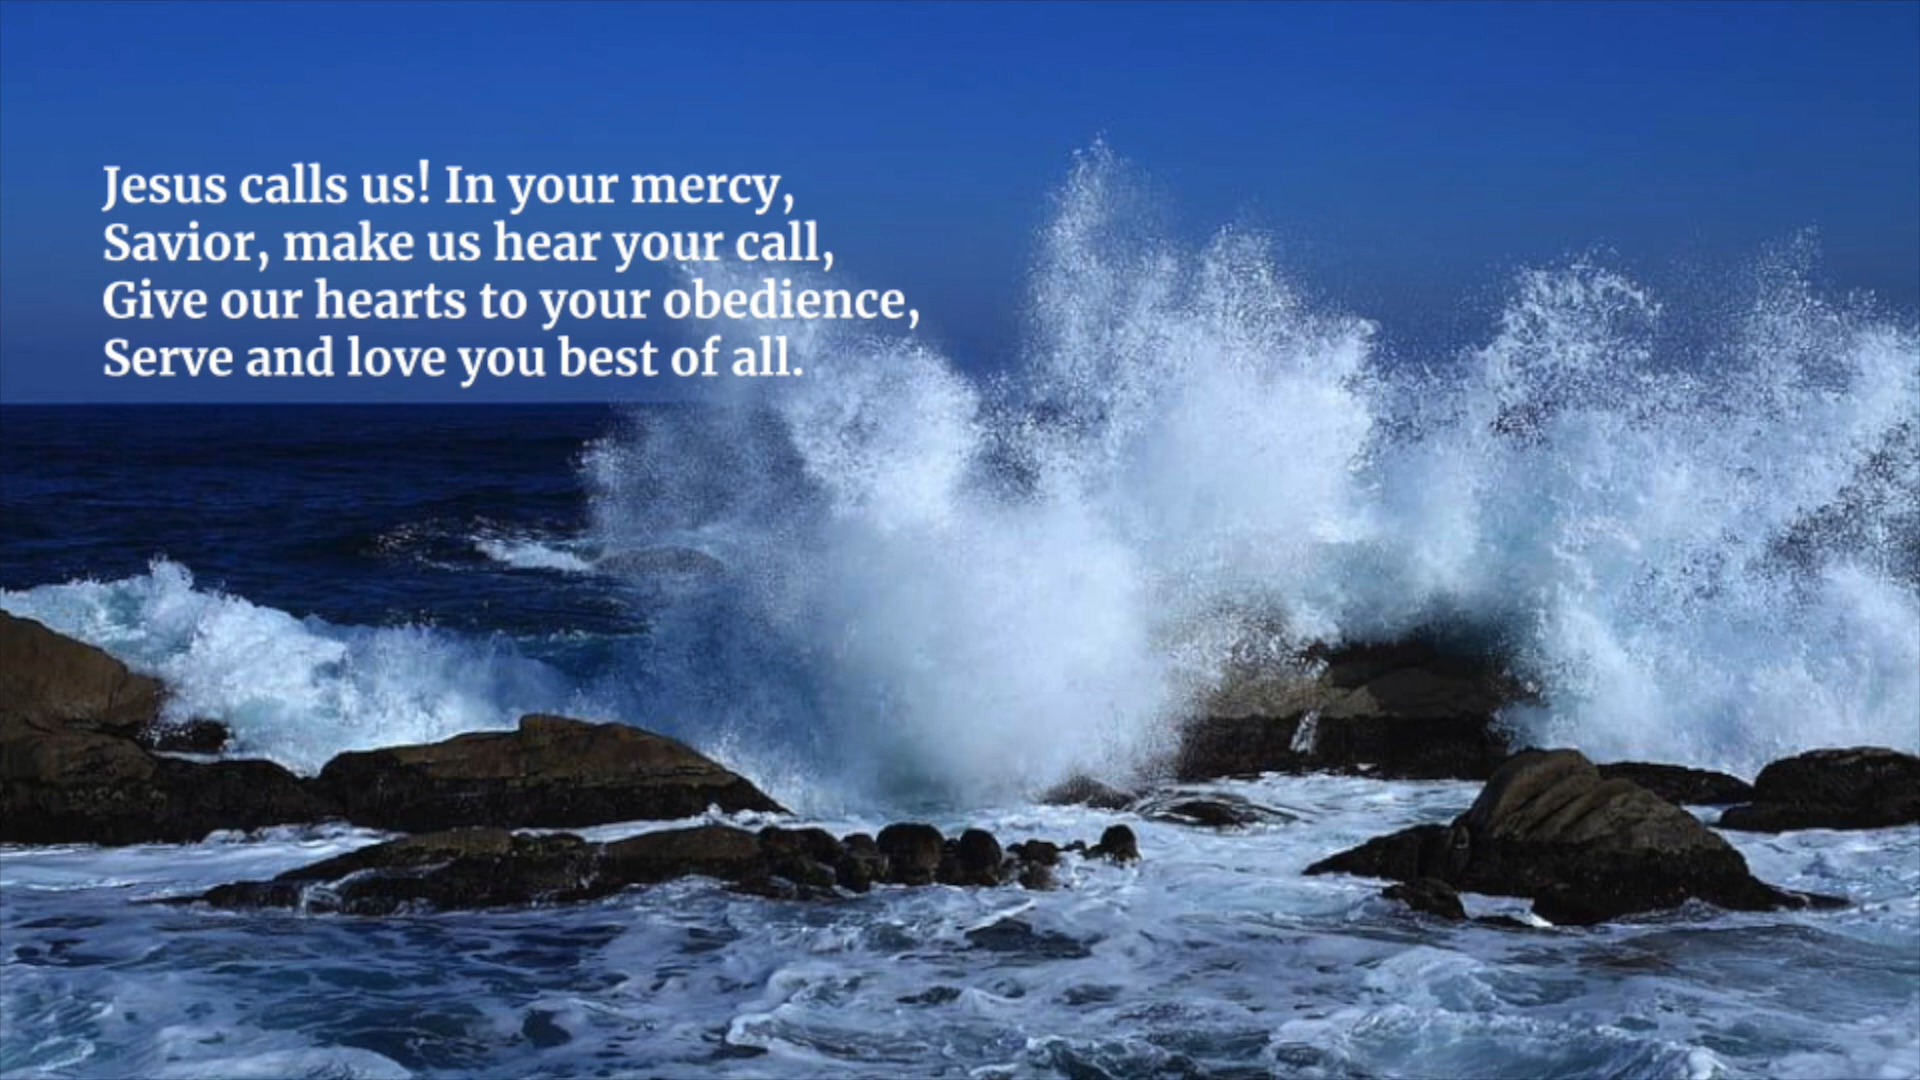 Jesus calls us! In your mercy,
Savior, make us hear your call,
Give our hearts to your obedience,
Serve and love you best of all.